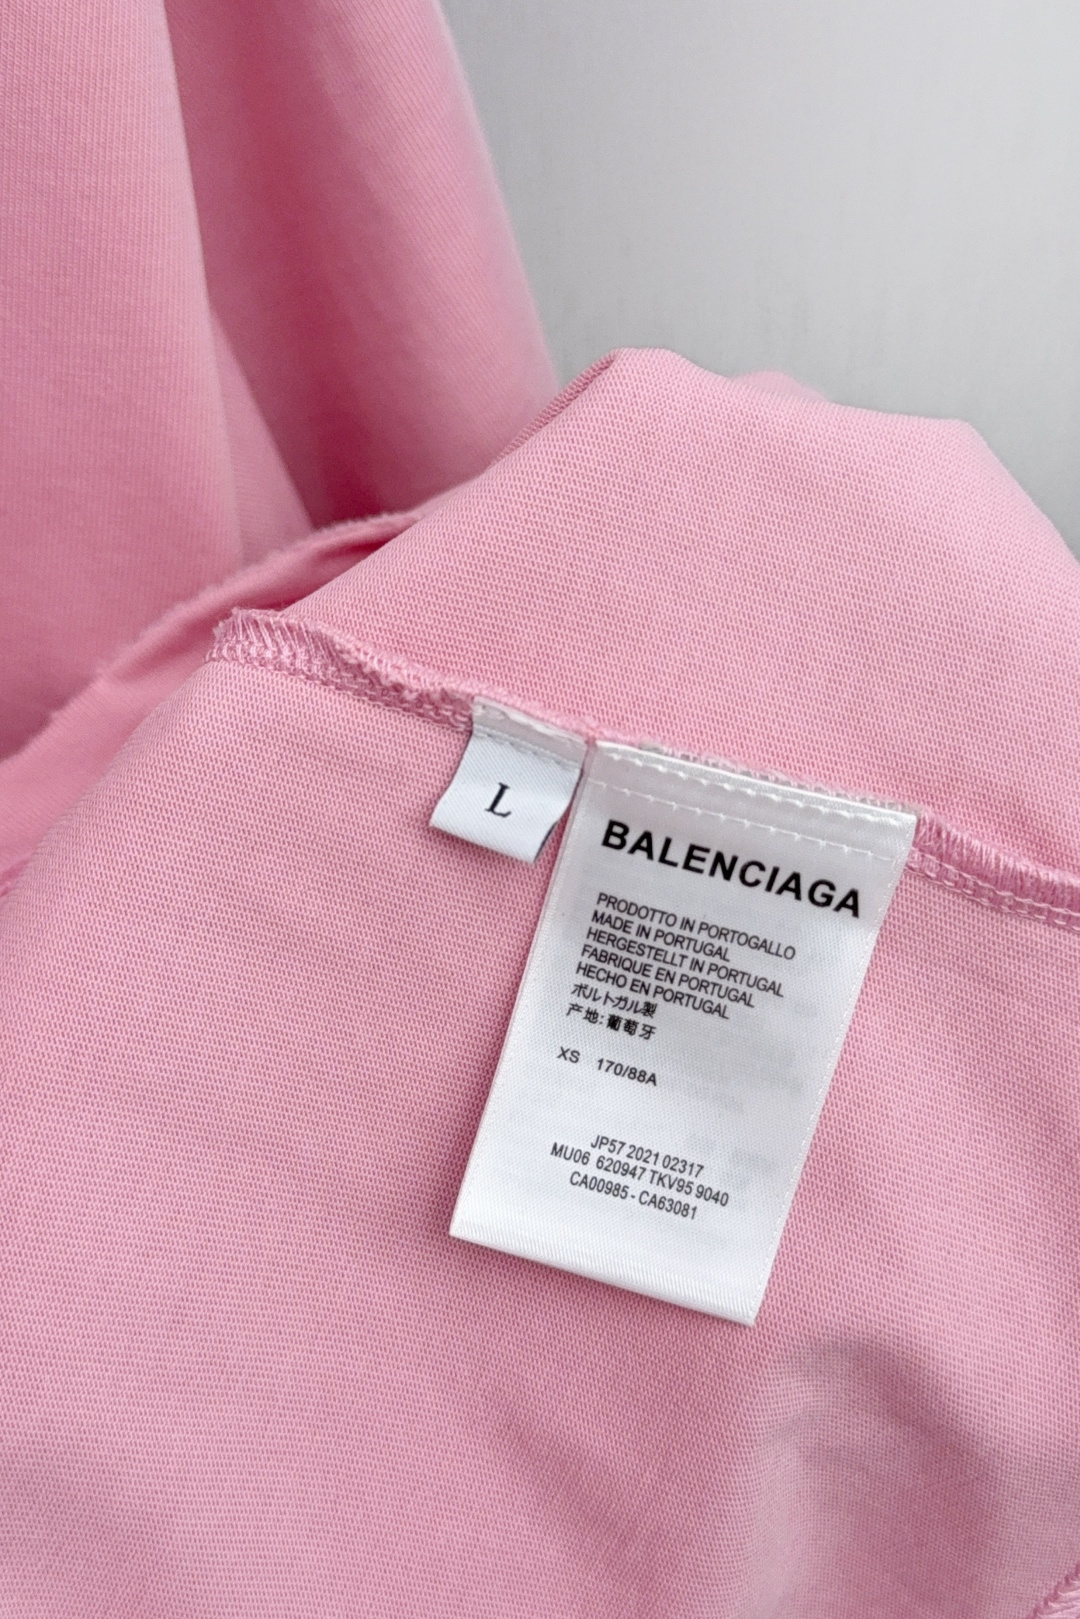 L
BALENCIAGA
PRODOTTO IN PORTOGALLO
MADE IN PORTUGAL
HERGESTELLT IN PORTUGAL
FABRIQUE EN PORTUGAL
HECHO EN PORTUGAL
ポルトガル製
产地:葡萄牙
XS 170/88A
JP57 2021 02317
MU06 620947 TKV95 9040
CA00985 - CA63081